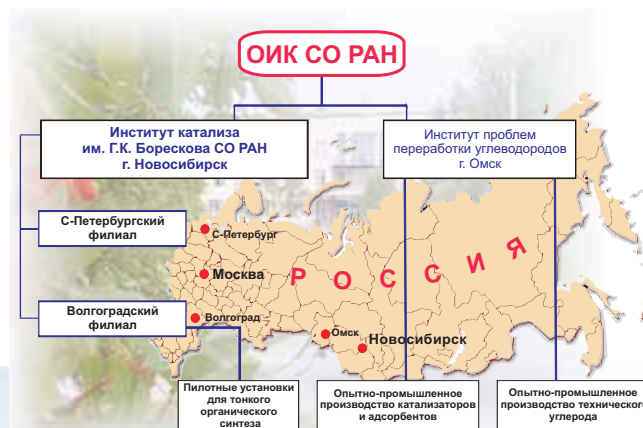 ОИК СО РАН
Институт катализа
им. Г.К. Борескова СО РАН
г. Новосибирск
Институт проблем
переработки углеводородов
г. Омск
С-Петербургский
филиал
С-Петербург
Москва
РОССИЯ
Волгоградский
филиал
Волгоград
Омск
Новосибирск
Пилотные установки
для тонкого
органического
синтеза
Опытно-промышленное
производство катализаторов
и адсорбентов
Опытно-промышленное
производство технического
углерода